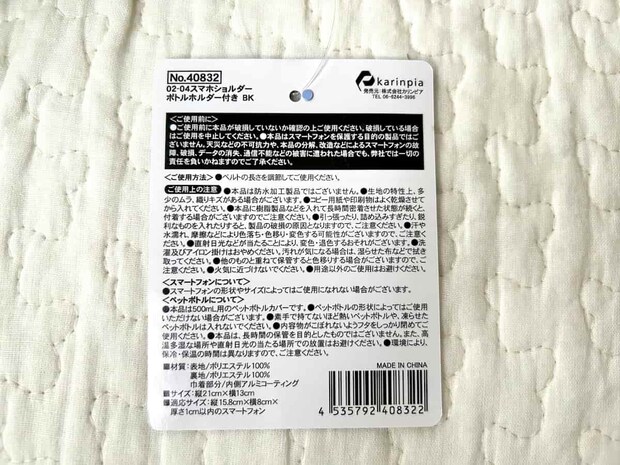 No.40832
02-04スマホショルダー
ボトルホルダー付き BK
karinpia
発売元:株式会社カリンピア
TEL 06-6244-3896
<ご使用前に>
●ご使用前に本品が破損していないか確認の上ご使用ください。破損している場合
はご使用を中止してください。●本品はスマートフォンを保護する目的の製品ではご
ざいません。天災などの不可抗力や、本品の分解、改造などによるスマートフォンの故
障、破損、データの消失、通信不能などの被害に遭われた場合でも、弊社では一切の
責任を負いかねますのでご了承ください。
<ご使用方法>●ベルトの長さを調節してご使用ください。
ご使用上の注意 ●本品は防水加工製品ではございません。●生地の特性上、多
少のムラ、織りキズがある場合がございます。●コピー用紙や印刷物はよく乾燥させて
から入れてください。●本品に樹脂製品などを入れて長時間密着させた状態が続くと、
付着する場合がございますのでご注意ください。●引っ張ったり、詰め込みすぎたり、鋭
利なものを入れたりすると、製品の破損の原因となりますので、ご注意ください。●汗や
水濡れ、摩擦などにより色落ち・色移り・変色する可能性がございますので、ご注意くだ
さい。●直射日光などが当たることにより、変色・退色するおそれがございます。●洗
濯及びアイロン掛けはおやめください。汚れが気になる場合は、湿らせた布などで拭き
取ってください。●他のものと重ねて保管すると色移りする場合がございますので、ご注
意ください。●火気に近づけないでください。●用途以外のご使用はお避けください。
<スマートフォンについて>
●スマートフォンの形状やサイズによってはご使用になれない場合がございます。
<ペットボトルについて>
●本品は500mL用のペットボトルカバーです。●ペットボトルの形状によってはご使用
いただけない場合がございます。●素手で持てないほど熱いペットボトルや、凍らせた
ペットボトルは入れないでください。●内容物がこぼれないようフタをしっかり閉めてご
使用ください。●本品は、長時間の保管を目的としたものではございません。また、高
温多湿な場所や直射日光の当たる場所での放置はお避けください。●環境により、
保冷・保温の時間は異なりますので、ご注意ください。
■材質:表地/ポリエステル100%
裏地/ポリエステル100%
巾着部分/内側アルミコーティング
■サイズ:縦21cm×横13cm
■適応サイズ:縦15.8cm×横8cm×
厚さ1cm以内のスマートフォン
MADE IN CHINA
4 535792 408322